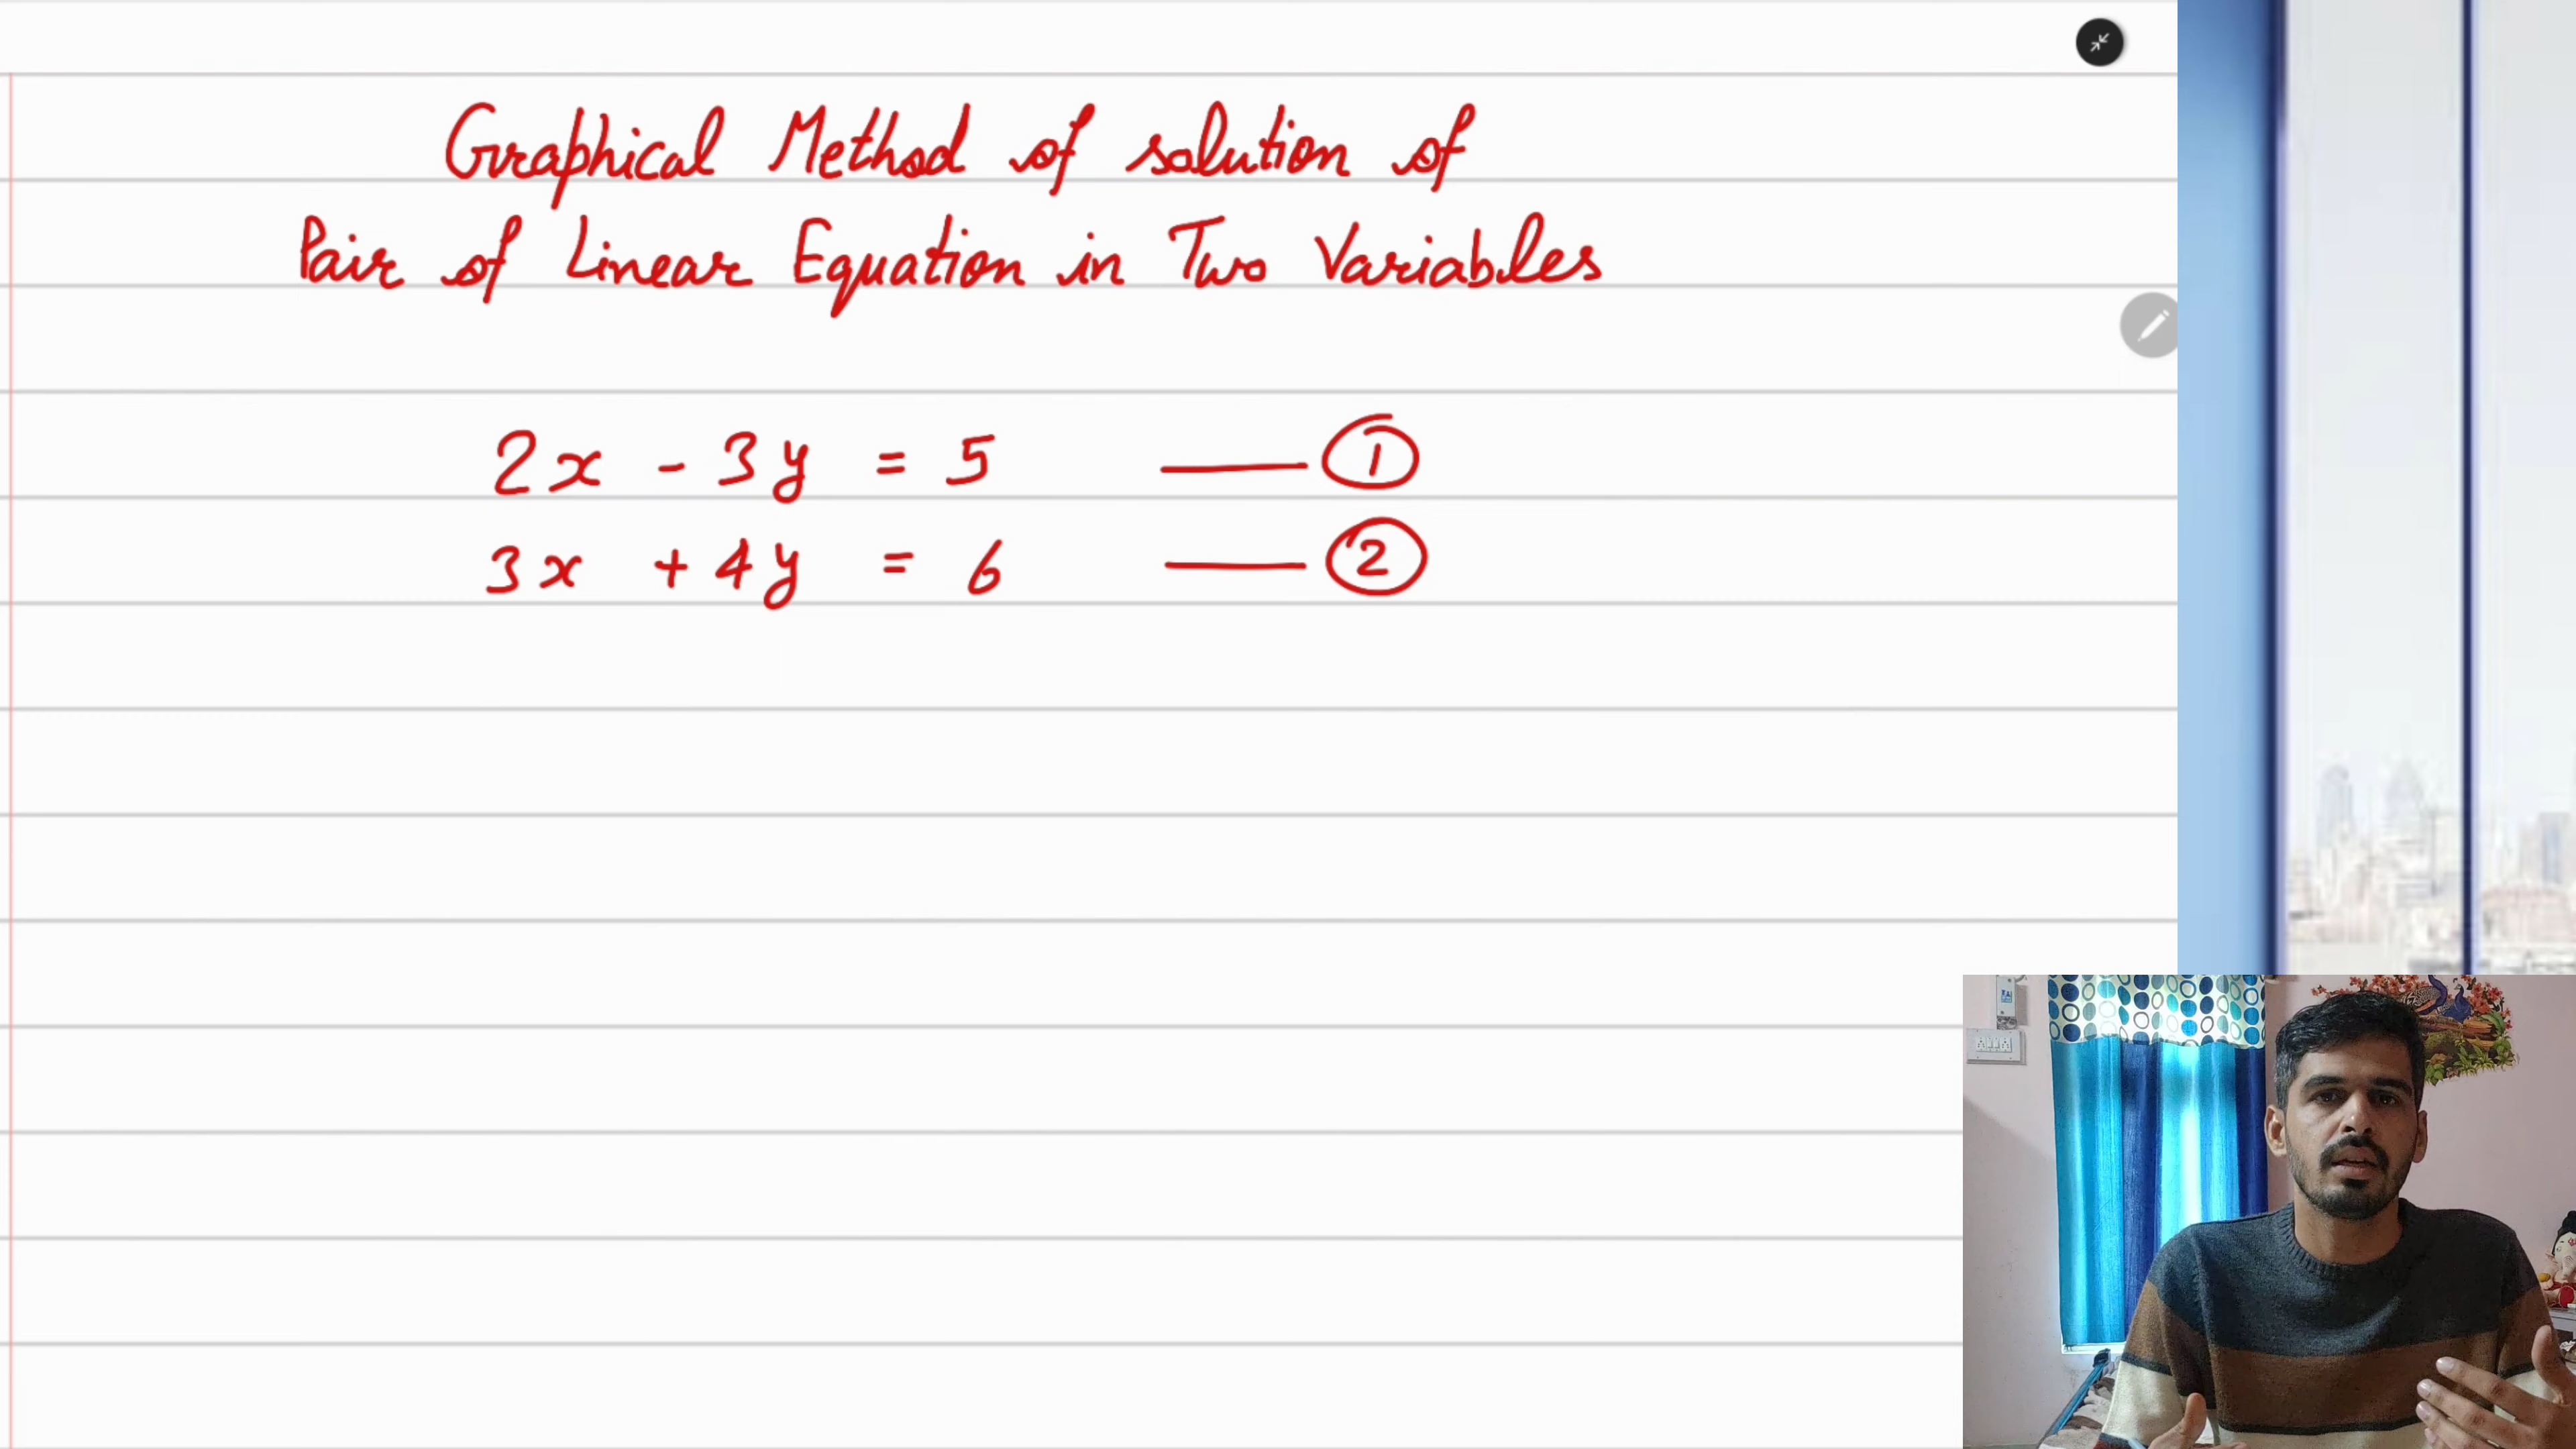 Graphical Method of solution of
Pair of Linear Equation in Two Variables
2x - 3y = 5 —— ①
3x + 4y = 6 —— ②